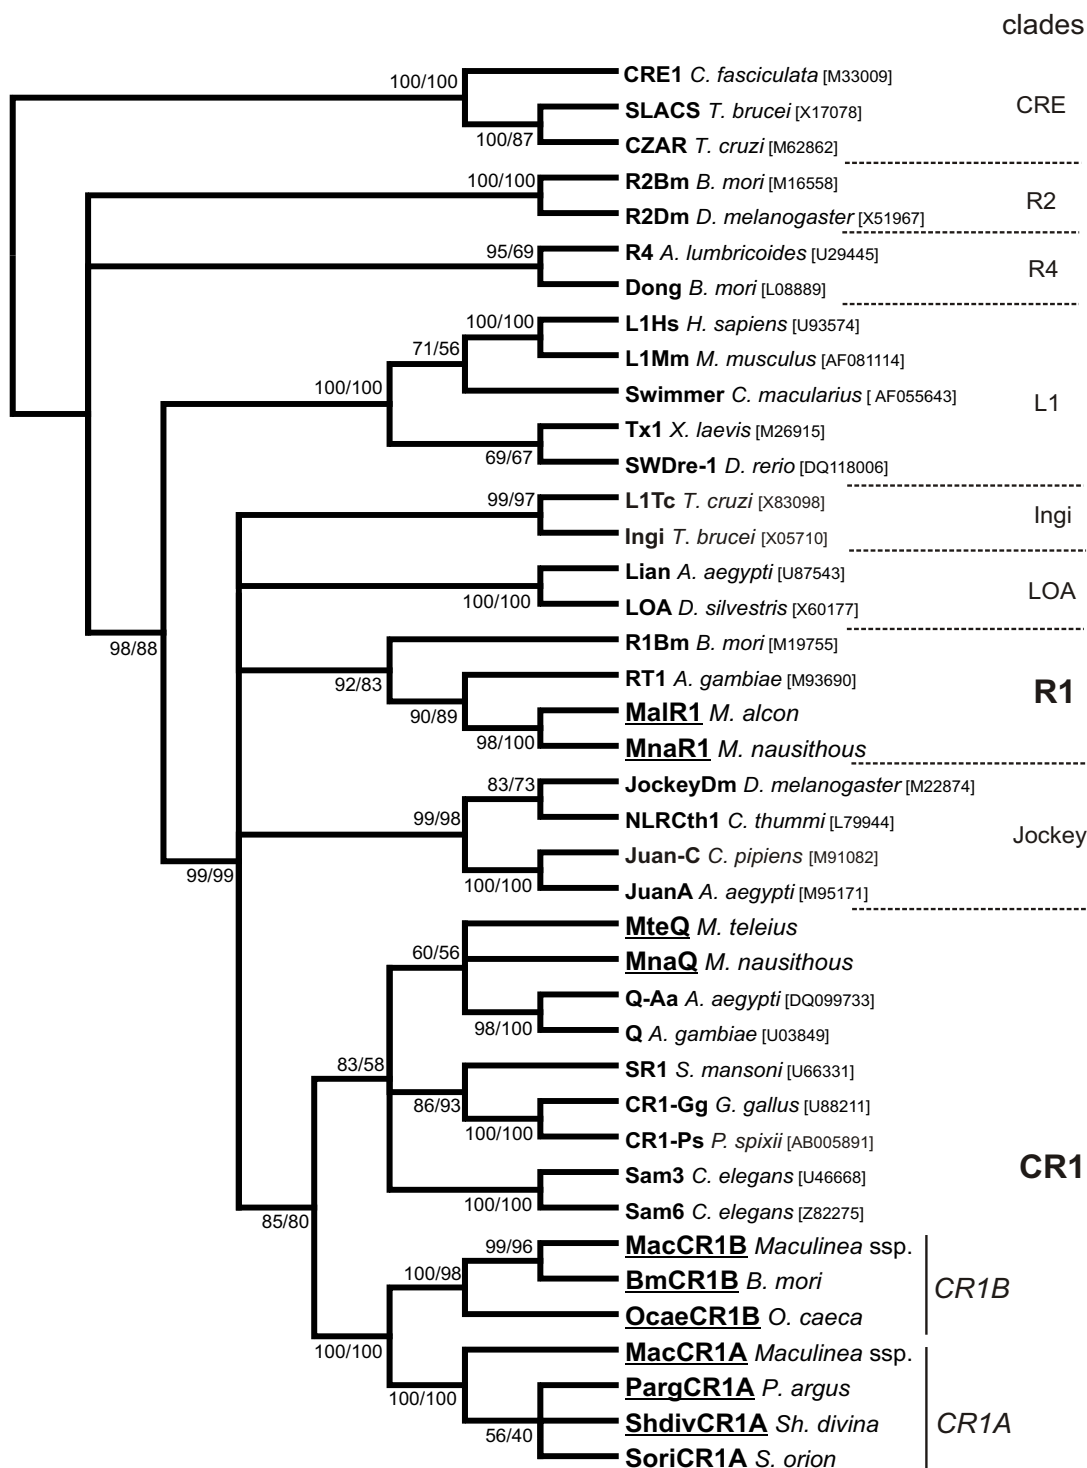 clades
100/100
CRE1 C. fasciculata [M33009]
SLACS T. brucei [X17078]
CRE
100/87
CZAR T. cruzi [M62862]
100/100
R2Bm B. mori [M16558]
R2
R2Dm D. melanogaster [X51967]
95/69
R4 A. lumbricoides [U29445]
R4
Dong B. mori [L08889]
100/100
L1Hs H. sapiens [U93574]
71/56
L1Mm M. musculus [AF081114]
100/100
Swimmer C. macularius [ AF055643]
L1
Tx1 X. laevis [M26915]
69/67
SWDre-1 D. rerio [DQ118006]
99/97
L1Tc T. cruzi [X83098]
Ingi
Ingi T. brucei [X05710]
Lian A. aegypti [U87543]
LOA
100/100
LOA D. silvestris [X60177]
98/88
R1Bm B. mori [M19755]
92/83
RT1 A. gambiae [M93690]
R1
90/89
MalR1 M. alcon
98/100
MnaR1 M. nausithous
83/73
JockeyDm D. melanogaster [M22874]
99/98
NLRCth1 C. thummi [L79944]
Jockey
Juan-C C. pipiens [M91082]
99/99
100/100
JuanA A. aegypti [M95171]
MteQ M. teleius
60/56
MnaQ M. nausithous
Q-Aa A. aegypti [DQ099733]
98/100
Q A. gambiae [U03849]
83/58
SR1 S. mansoni [U66331]
86/93
CR1-Gg G. gallus [U88211]
100/100
CR1-Ps P. spixii [AB005891]
CR1
Sam3 C. elegans [U46668]
100/100
Sam6 C. elegans [Z82275]
85/80
99/96
MacCR1B Maculinea ssp.
100/98
BmCR1B B. mori
CR1B
OcaeCR1B O. caeca
100/100
MacCR1A Maculinea ssp.
100/100
PargCR1A P. argus
ShdivCR1A Sh. divina
CR1A
56/40
SoriCR1A S. orion